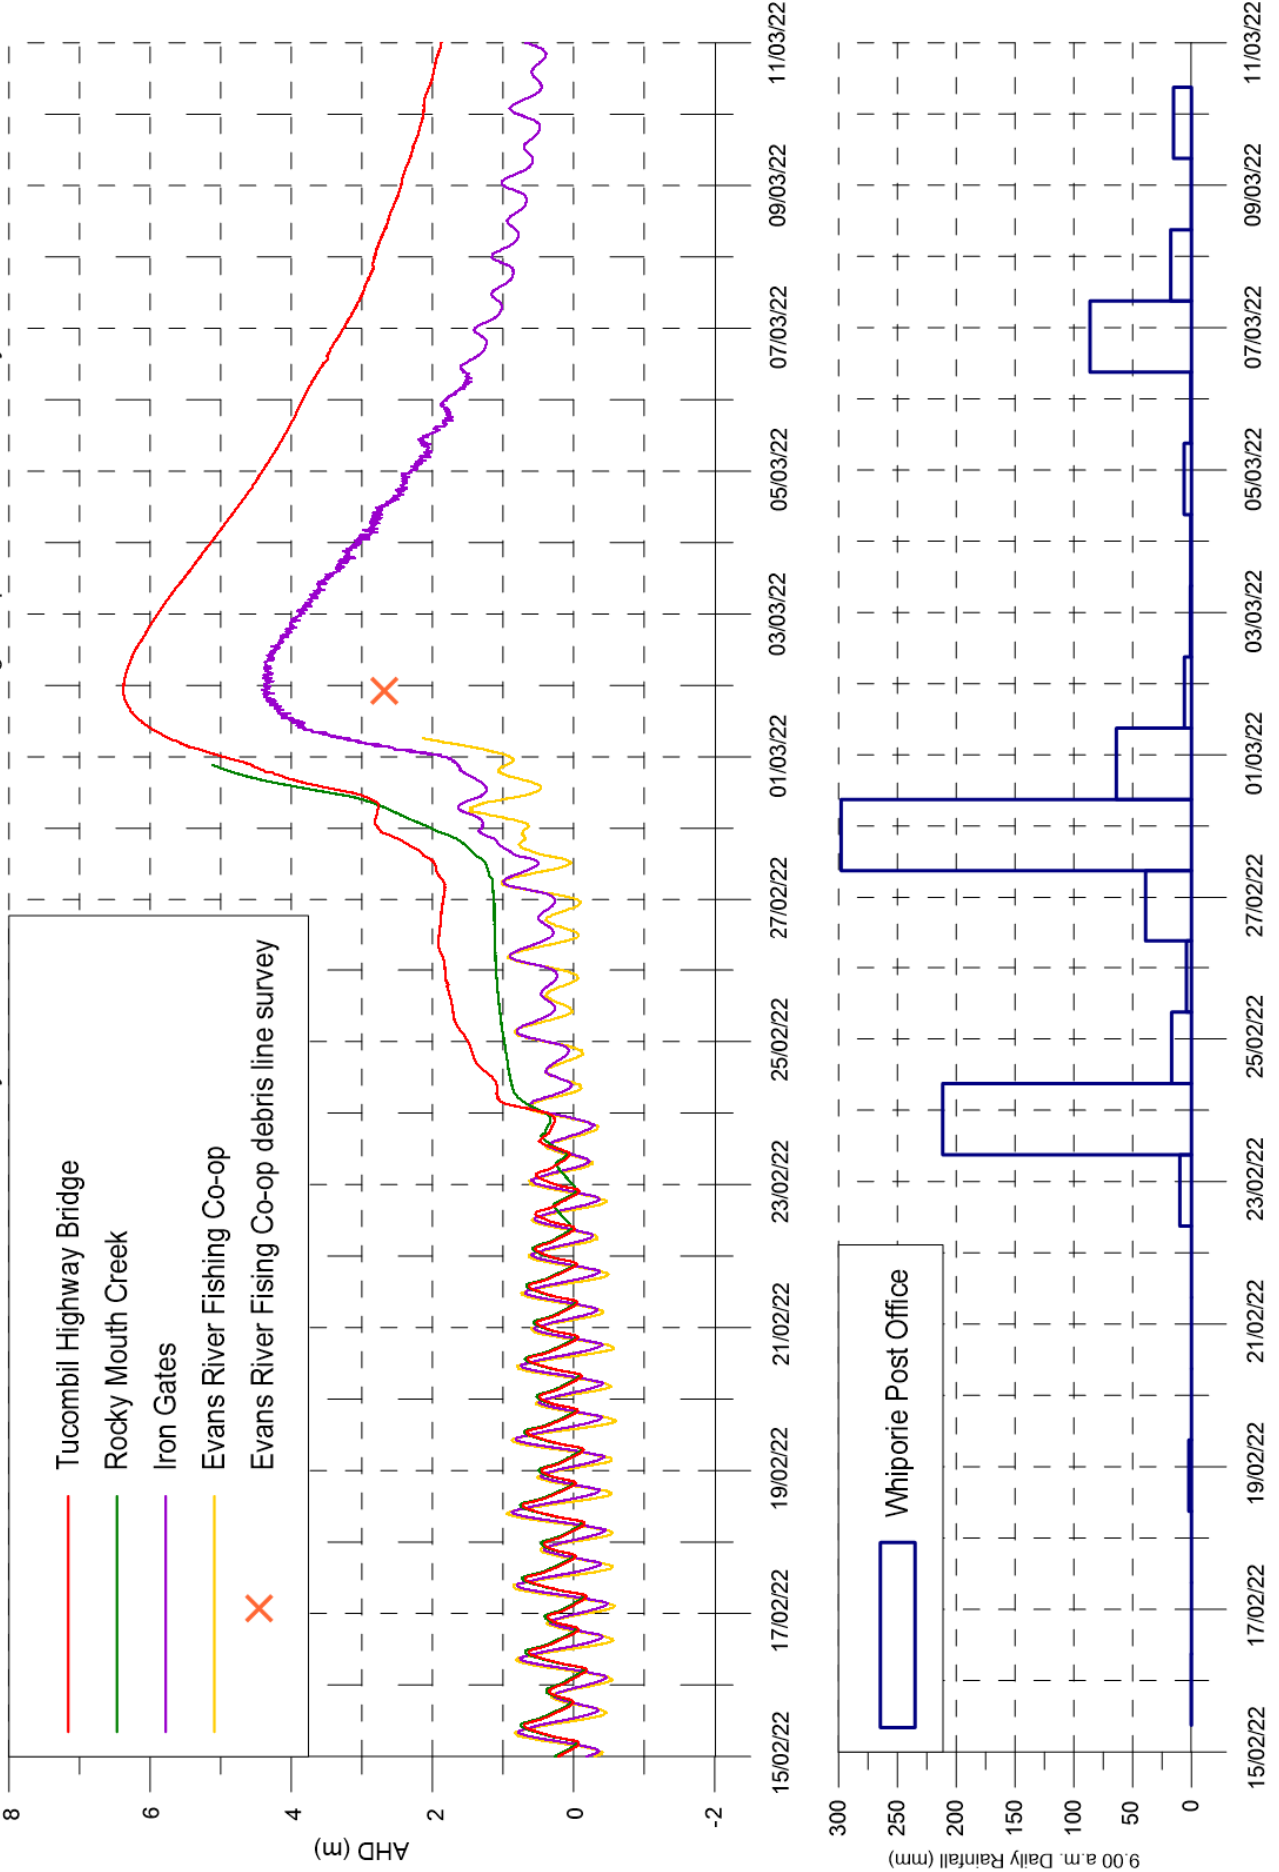 Tucombil Highway Bridge
Rocky Mouth Creek
Iron Gates
Evans River Fishing Co-op
Evans River Fising Co-op debris line survey
8
6
4
2
0
-2
AHD (m)
15/02/22 17/02/22 19/02/22 21/02/22 23/02/22 25/02/22 27/02/22 01/03/22 03/03/22 05/03/22 07/03/22 09/03/22 11/03/22
Whiporie Post Office
300
250
200
150
100
50
0
9.00 a.m. Daily Rainfall (mm)
15/02/22 17/02/22 19/02/22 21/02/22 23/02/22 25/02/22 27/02/22 01/03/22 03/03/22 05/03/22 07/03/22 09/03/22 11/03/22